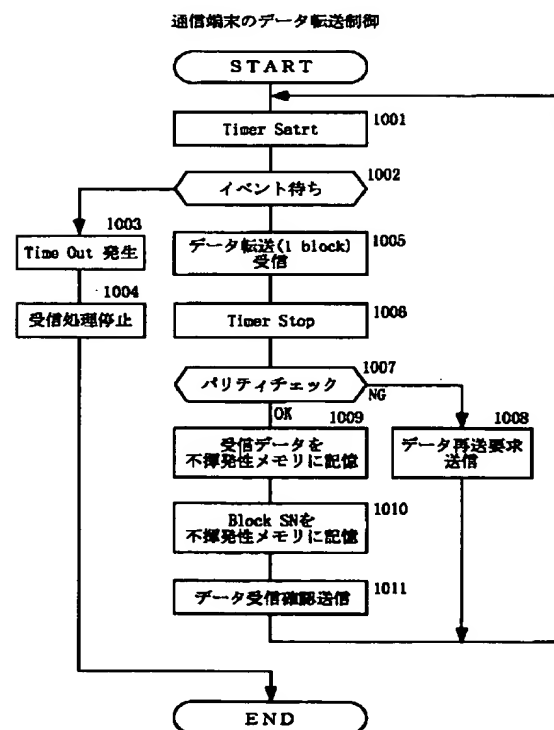 通信端末のデータ転送制御
START
Timer Satrt
1001
イベント待ち
1002
1003
Time Out 発生
データ転送(1 block)
受信
1005
1004
受信処理停止
Timer Stop
1006
パリティチェック
1007
NG
OK
1009
受信データを
不揮発性メモリに記憶
1008
データ再送要求
送信
Block SNを
不揮発性メモリに記憶
1010
データ受信確認送信
1011
END